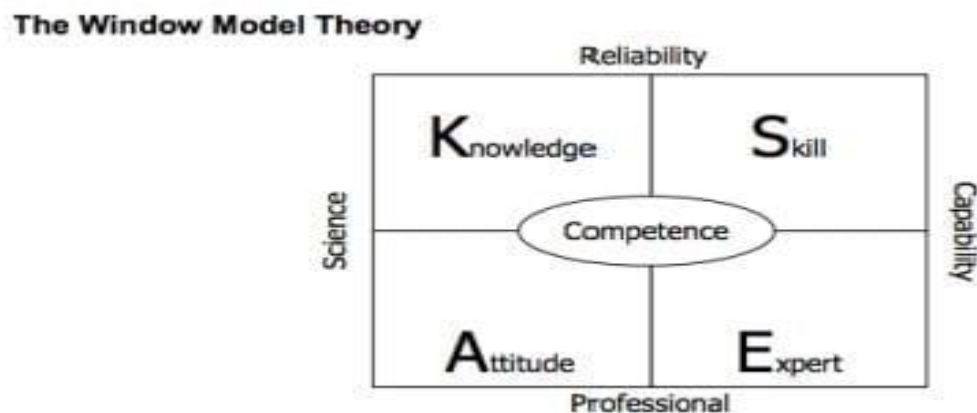 The Window Model Theory
Reliability
Knowledge
Skill
Science
Competence
Capability
Attitude
Expert
Professional